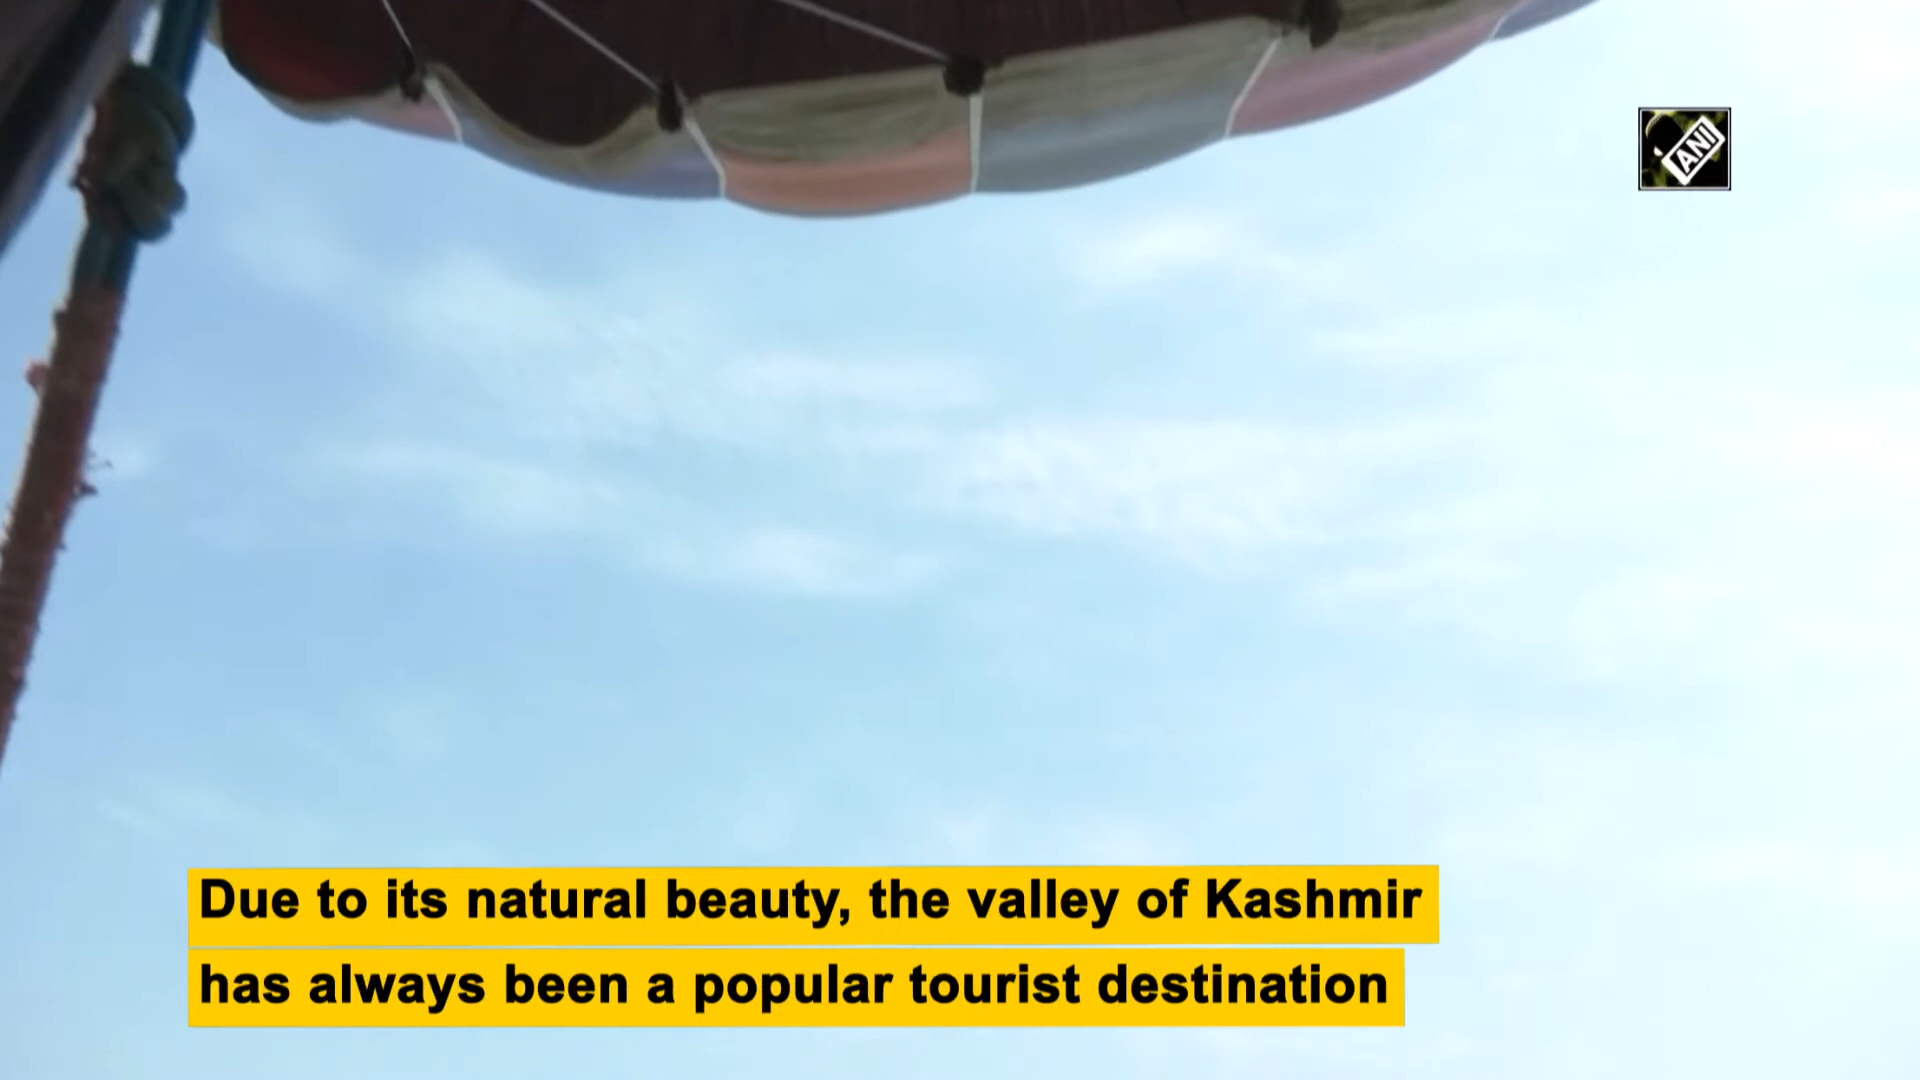 ANI
Due to its natural beauty, the valley of Kashmir
has always been a popular tourist destination